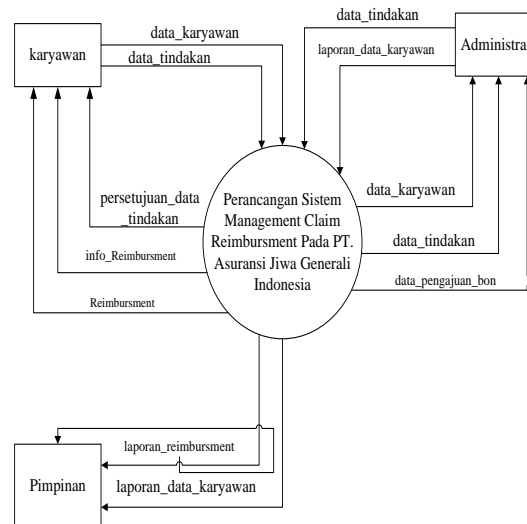 data_karyawan
data_tindakan
karyawan
data_tindakan
laporan_data_karyawan
Administra
persetujuan_data
_tindakan
info_Reimbursment
Reimbursment
Perancangan Sistem
Management Claim
Reimbursment Pada PT.
Asuransi Jiwa Generali
Indonesia
data_karyawan
data_tindakan
data_pengajuan_bon
laporan_reimbursment
laporan_data_karyawan
Pimpinan